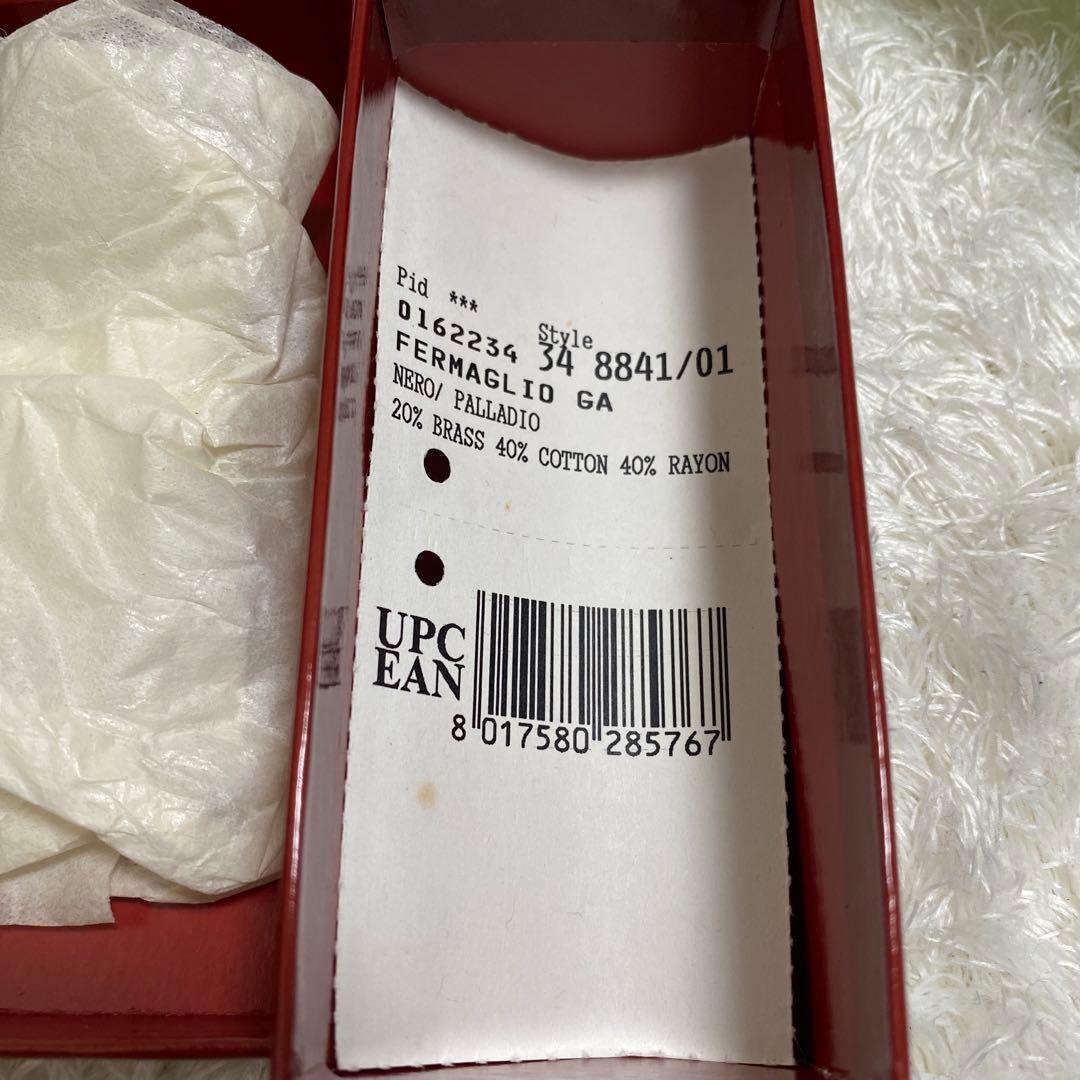 Pid *** Style
0162234 34 8841/01
FERMAGLIO GA
NERO/ PALLADIO
20% BRASS 40% COTTON 40% RAYON
UPC
EAN
8 017580 285767